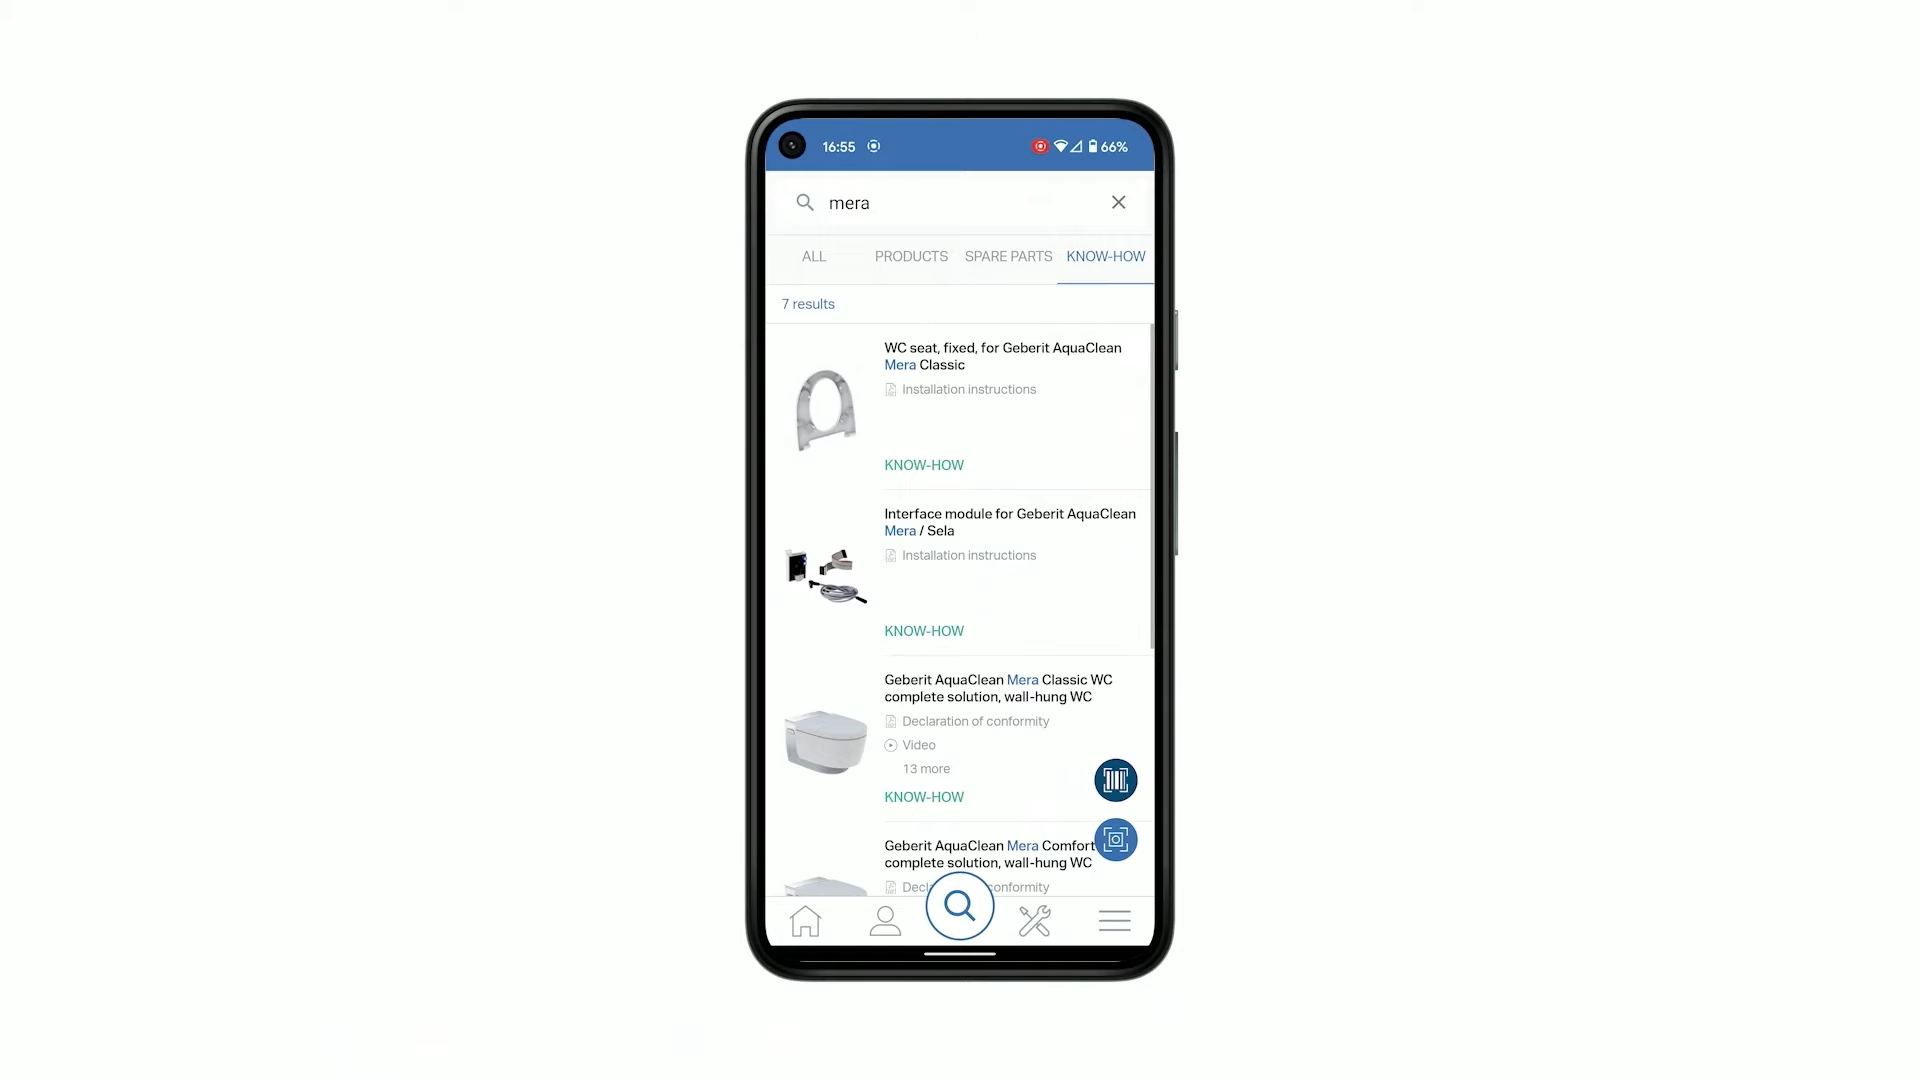 16:55
66%
mera
ALL PRODUCTS SPARE PARTS KNOW-HOW
7 results
WC seat, fixed, for Geberit AquaClean
Mera Classic
Installation instructions
KNOW-HOW
Interface module for Geberit AquaClean
Mera / Sela
Installation instructions
KNOW-HOW
Geberit AquaClean Mera Classic WC
complete solution, wall-hung WC
Declaration of conformity
Video
13 more
KNOW-HOW
Geberit AquaClean Mera Comfort
complete solution, wall-hung WC
conformity